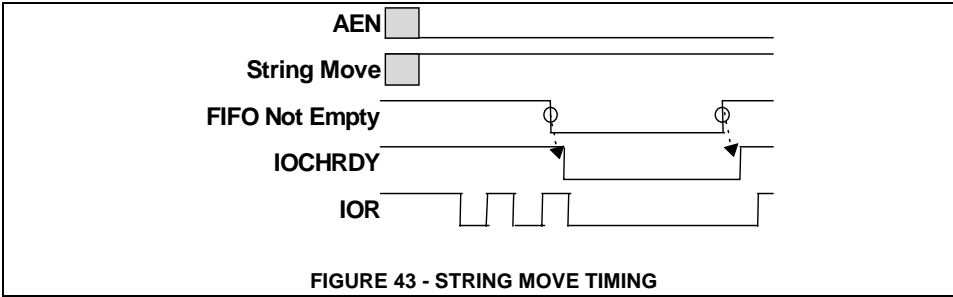 AEN
String Move
FIFO Not Empty
IOCHRDY
IOR
FIGURE 43 - STRING MOVE TIMING